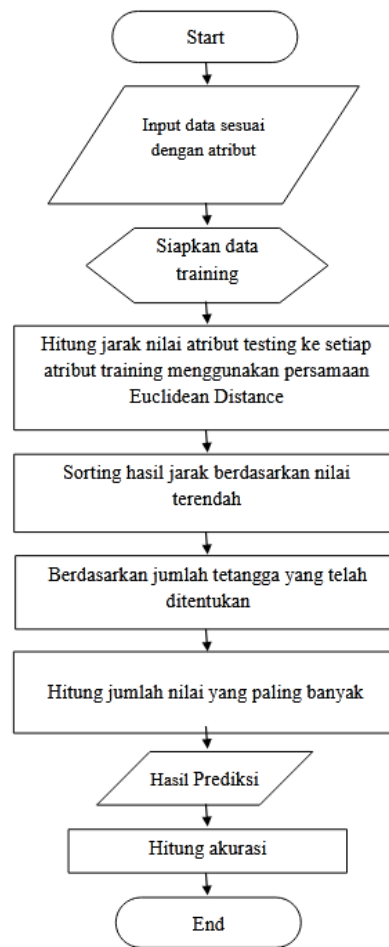 Start
Input data sesuai
dengan atribut
Siapkan data
training
Hitung jarak nilai atribut testing ke setiap
atribut training menggunakan persamaan
Euclidean Distance
Sorting hasil jarak berdasarkan nilai
terendah
Berdasarkan jumlah tetangga yang telah
ditentukan
Hitung jumlah nilai yang paling banyak
Hasil Prediksi
Hitung akurasi
End